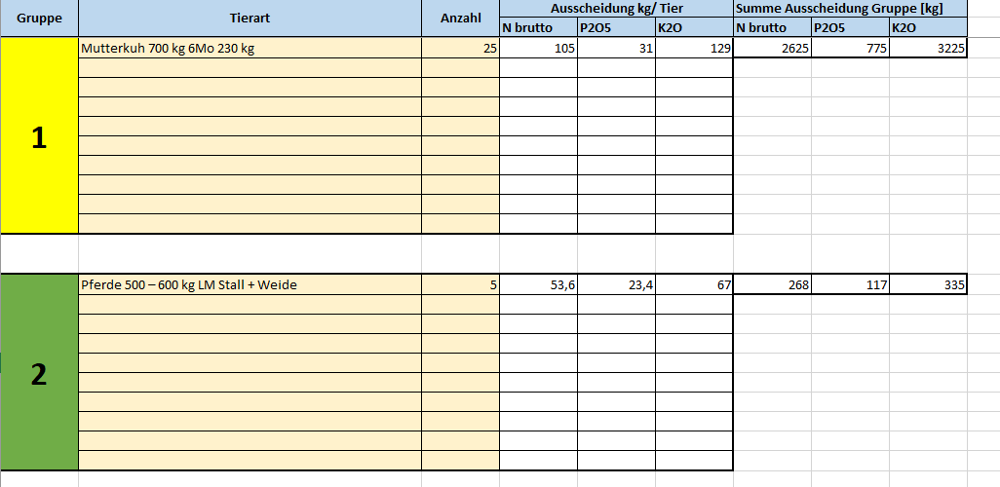 Gruppe Tierart Anzahl Ausscheidung kg/ Tier Summe Ausscheidung Gruppe [kg]
N brutto P2O5 K2O N brutto P2O5 K2O
Mutterkuh 700 kg 6Mo 230 kg 25 105 31 129 2625 775 3225
1
Pferde 500 – 600 kg LM Stall + Weide 5 53,6 23,4 67 268 117 335
2